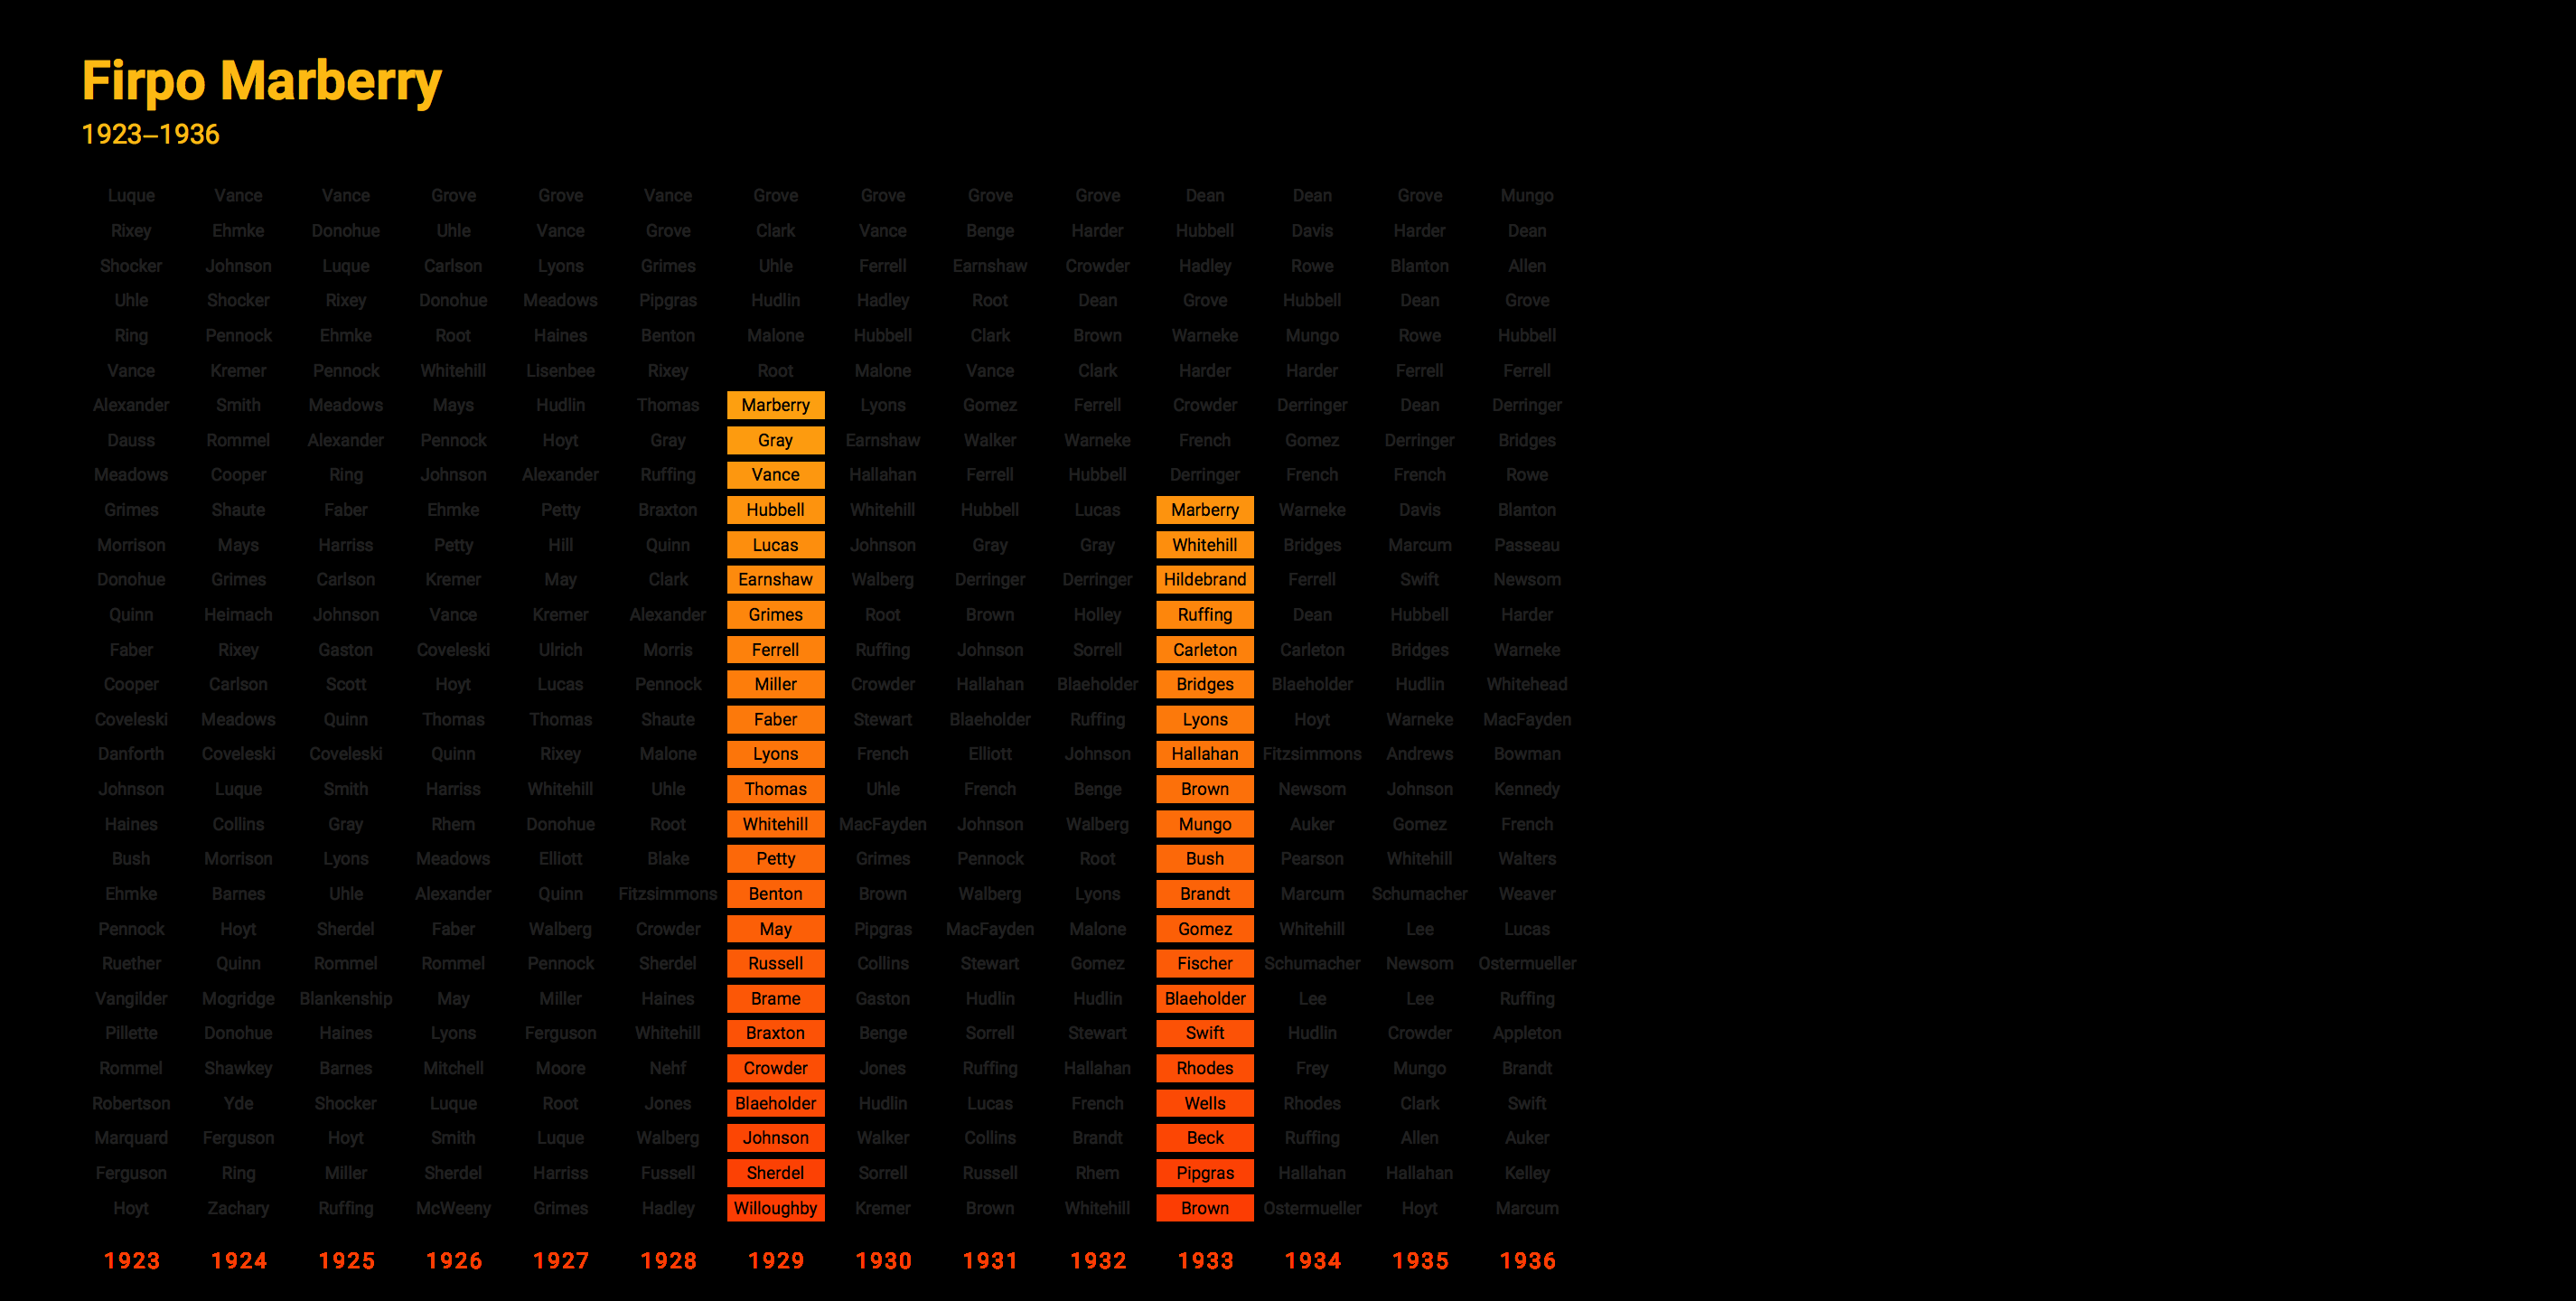 Firpo Marberry
1923–1936
Luque Vance Vance Grove Grove Vance Grove Grove Grove Grove Dean Dean Grove Mungo
Rixey Ehmke Donohue Uhle Vance Grove Clark Vance Benge Harder Hubbell Davis Harder Dean
Shocker Johnson Luque Carlson Lyons Grimes Uhle Ferrell Earnshaw Crowder Hadley Rowe Blanton Allen
Uhle Shocker Rixey Donohue Meadows Pipgras Hudlin Hadley Root Dean Grove Hubbell Dean Grove
Ring Pennock Ehmke Root Haines Benton Malone Hubbell Clark Brown Warneke Mungo Rowe Hubbell
Vance Kremer Pennock Whitehill Lisenbee Rixey Root Malone Vance Clark Harder Harder Ferrell Ferrell
Alexander Smith Meadows Mays Hudlin Thomas Marberry Lyons Gomez Ferrell Crowder Derringer Dean Derringer
Dauss Rommel Alexander Pennock Hoyt Gray Gray Earnshaw Walker Warneke French Gomez Derringer Bridges
Meadows Cooper Ring Johnson Alexander Ruffing Vance Hallahan Ferrell Hubbell Derringer French French Rowe
Grimes Shaute Faber Ehmke Petty Braxton Hubbell Whitehill Hubbell Lucas Marberry Warneke Davis Blanton
Morrison Mays Harriss Petty Hill Quinn Lucas Johnson Gray Gray Whitehill Bridges Marcum Passeau
Donohue Grimes Carlson Kremer May Clark Earnshaw Walberg Derringer Derringer Hildebrand Ferrell Swift Newsom
Quinn Heimach Johnson Vance Kremer Alexander Grimes Root Brown Holley Ruffing Dean Hubbell Harder
Faber Rixey Gaston Coveleski Ulrich Morris Ferrell Ruffing Johnson Sorrell Carleton Carleton Bridges Warneke
Cooper Carlson Scott Hoyt Lucas Pennock Miller Crowder Hallahan Blaeholder Bridges Blaeholder Hudlin Whitehead
Coveleski Meadows Quinn Thomas Thomas Shaute Faber Stewart Blaeholder Ruffing Lyons Hoyt Warneke MacFayden
Danforth Coveleski Coveleski Quinn Rixey Malone Lyons French Elliott Johnson Hallahan Fitzsimmons Andrews Bowman
Johnson Luque Smith Harriss Whitehill Uhle Thomas Uhle French Benge Brown Newsom Johnson Kennedy
Haines Collins Gray Rhem Donohue Root Whitehill MacFayden Johnson Walberg Mungo Auker Gomez French
Bush Morrison Lyons Meadows Elliott Blake Petty Grimes Pennock Root Bush Pearson Whitehill Walters
Ehmke Barnes Uhle Alexander Quinn Fitzsimmons Benton Brown Walberg Lyons Brandt Marcum Schumacher Weaver
Pennock Hoyt Sherdel Faber Walberg Crowder May Pipgras MacFayden Malone Gomez Whitehill Lee Lucas
Ruether Quinn Rommel Rommel Pennock Sherdel Russell Collins Stewart Gomez Fischer Schumacher Newsom Ostermueller
Vangilder Mogridge Blankenship May Miller Haines Brame Gaston Hudlin Hudlin Blaeholder Lee Lee Ruffing
Pillette Donohue Haines Lyons Ferguson Whitehill Braxton Benge Sorrell Stewart Swift Hudlin Crowder Appleton
Rommel Shawkey Barnes Mitchell Moore Nehf Crowder Jones Ruffing Hallahan Rhodes Frey Mungo Brandt
Robertson Yde Shocker Luque Root Jones Blaeholder Hudlin Lucas French Wells Rhodes Clark Swift
Marquard Ferguson Hoyt Smith Luque Walberg Johnson Walker Collins Brandt Beck Ruffing Allen Auker
Ferguson Ring Miller Sherdel Harriss Fussell Sherdel Sorrell Russell Rhem Pipgras Hallahan Hallahan Kelley
Hoyt Zachary Ruffing McWeeny Grimes Hadley Willoughby Kremer Brown Whitehill Brown Ostermueller Hoyt Marcum
1923 1924 1925 1926 1927 1928 1929 1930 1931 1932 1933 1934 1935 1936